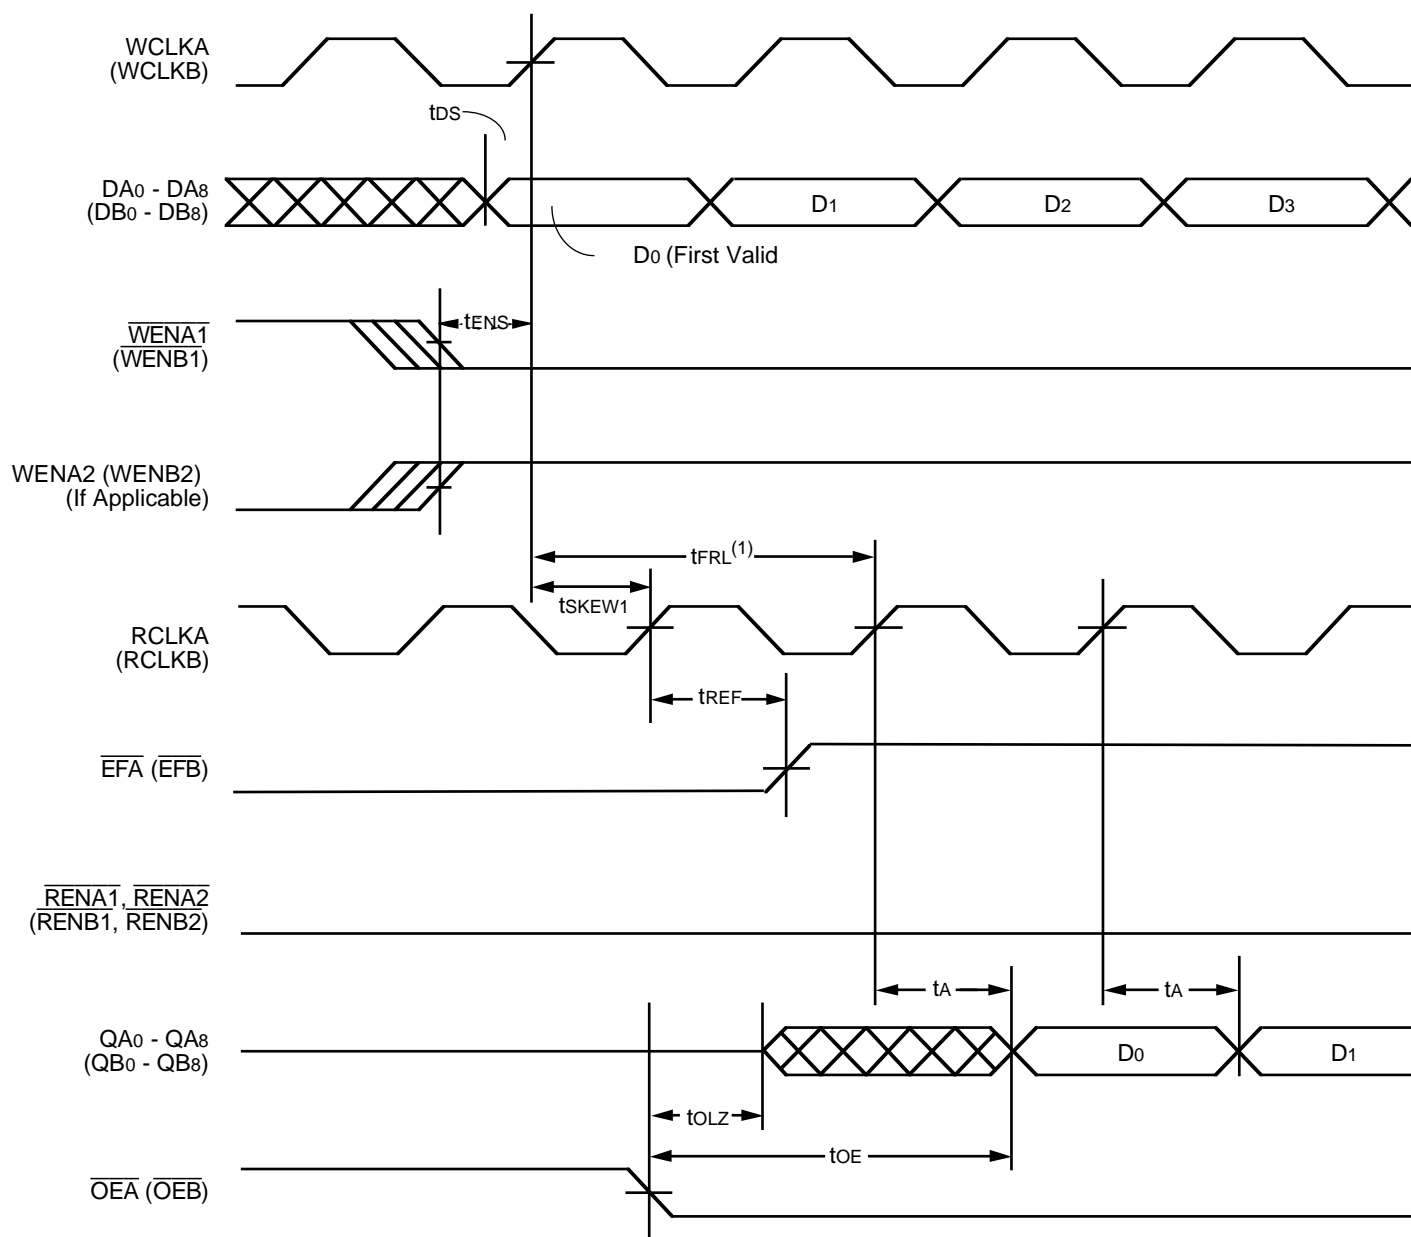 WCLKA
(WCLKB)
tDS
DA0 - DA8
(DB0 - DB8)
D1
D2
D3
D0 (First Valid
WENA1
(WENB1)
tENS
WENA2 (WENB2)
(If Applicable)
tFRL(1)
tSKEW1
RCLKA
(RCLKB)
tREF
EFA (EFB)
RENA1, RENA2
(RENB1, RENB2)
tA
tA
QA0 - QA8
(QB0 - QB8)
D0
D1
tOLZ
tOE
OEA (OEB)